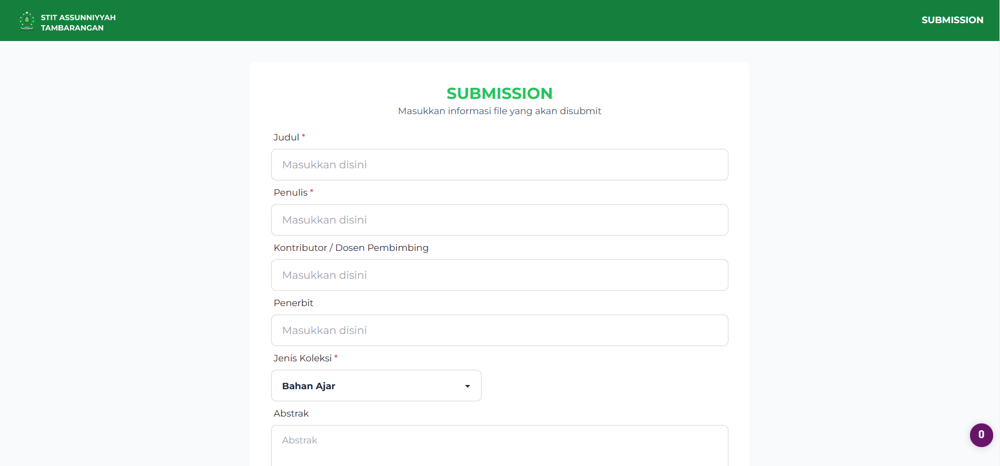 STIT ASSUNNIYYAH
TAMBARANGAN
SUBMISSION
SUBMISSION
Masukkan informasi file yang akan disubmit
Judul *
Masukkan disini
Penulis *
Masukkan disini
Kontributor / Dosen Pembimbing
Masukkan disini
Penerbit
Masukkan disini
Jenis Koleksi *
Bahan Ajar
Abstrak
Abstrak
0